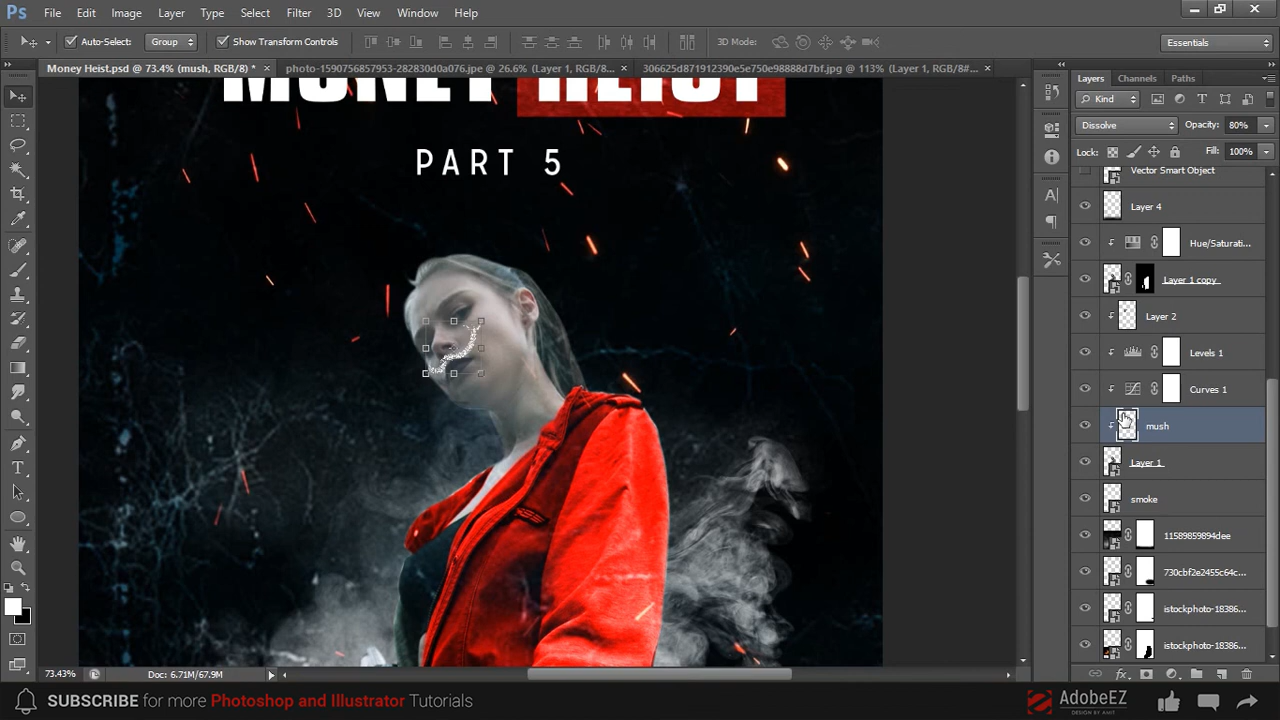 Ps File Edit Image Layer Type Select Filter 3D View Window Help
Auto-Select: Group Show Transform Controls 3D Mode: Essentials
Money Heist.psd @ 73.4% (mush, RGB/8) * × photo-1590756857953-282830d0a076.jpe @ 26.6% (Layer 1, RGB/8... × 306625d871912390e5e750e98888d7bf.jpg @ 113% (Layer 1, RGB/8#... ×
MONEY HEIST
PART 5
Layers Channels Paths
Kind
Dissolve Opacity: 80%
Lock: Fill: 100%
Vector Smart Object
Layer 4
Hue/Saturat...
Layer 1 copy
Layer 2
Levels 1
Curves 1
mush
Layer 1
smoke
11589859894dee
730cbf2e2455c64c...
istockphoto-18386...
istockphoto-18386...
73.43% Doc: 6.71M/67.9M
SUBSCRIBE for more Photoshop and Illustrator Tutorials
AdobeEZ
DESIGN BY AMIT